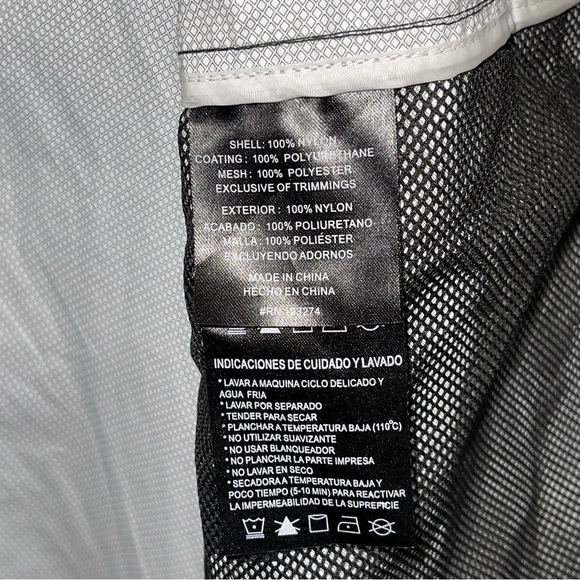 SHELL: 100% NYLON
COATING: 100% POLYURETHANE
MESH: 100% POLYESTER
EXCLUSIVE OF TRIMMINGS
EXTERIOR: 100% NYLON
ACABADO: 100% POLIURETANO
MALLA: 100% POLIÉSTER
EXCLUYENDO ADORNOS
MADE IN CHINA
HECHO EN CHINA
#RN 123274
INDICACIONES DE CUIDADO Y LAVADO
* LAVAR A MAQUINA CICLO DELICADO Y
AGUA FRIA
* LAVAR POR SEPARADO
* TENDER PARA SECAR
* PLANCHAR A TEMPERATURA BAJA (110°C)
* NO UTILIZAR SUAVIZANTE
* NO USAR BLANQUEADOR
* NO PLANCHAR LA PARTE IMPRESA
* NO LAVAR EN SECO
* SECADORA A TEMPERATURA BAJA Y
POCO TIEMPO (5-10 MIN) PARA REACTIVAR
LA IMPERMEABILIDAD DE LA SUPREFICIE